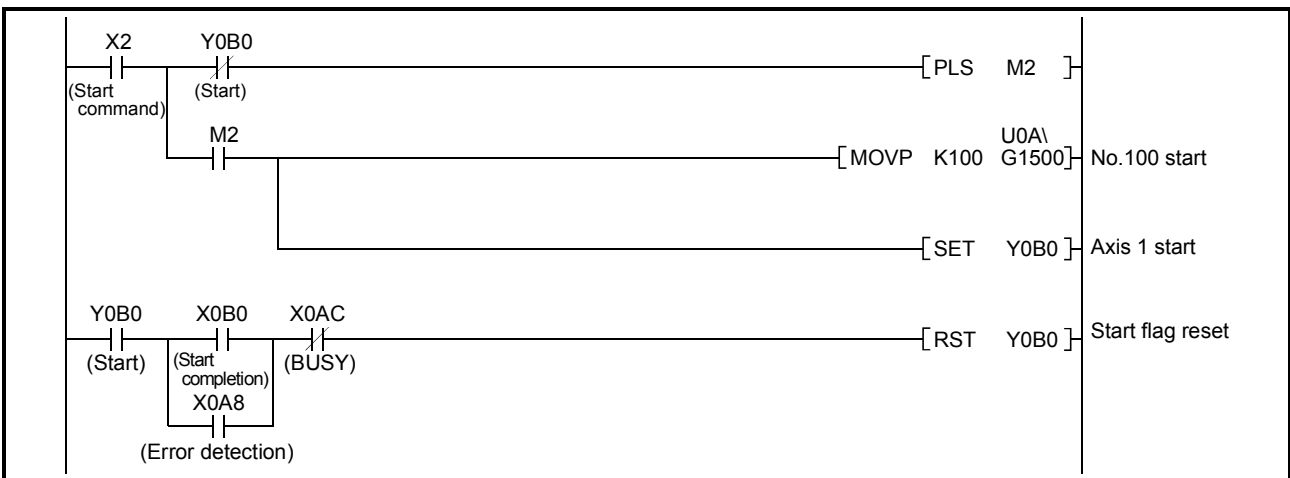 X2 Y0B0
[PLS M2 ]
(Start
command)
(Start)
M2
U0A\
[MOVP K100 G1500] No.100 start
[SET Y0B0 ] Axis 1 start
Y0B0 X0B0 X0AC
[RST Y0B0 ] Start flag reset
(Start)
(Start
completion)
(BUSY)
X0A8
(Error detection)